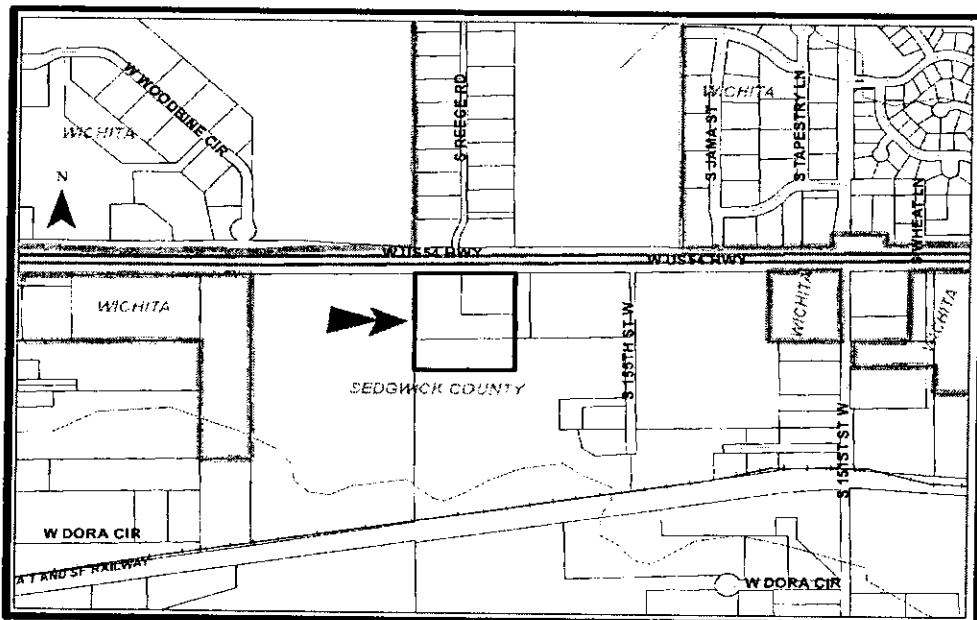 W WOODBINE CIR
WICHITA
N
S REECE RD
WICHITA
S JAMA ST
S TAPESTRY LN
S WHEAT LN
W US54 HWY
W US54 HWY
WICHITA
WICHITA
WICHITA
S 155TH ST W
SEDGWICK COUNTY
S 151ST ST W
W DORA CIR
A T AND SF RAILWAY
W DORA CIR